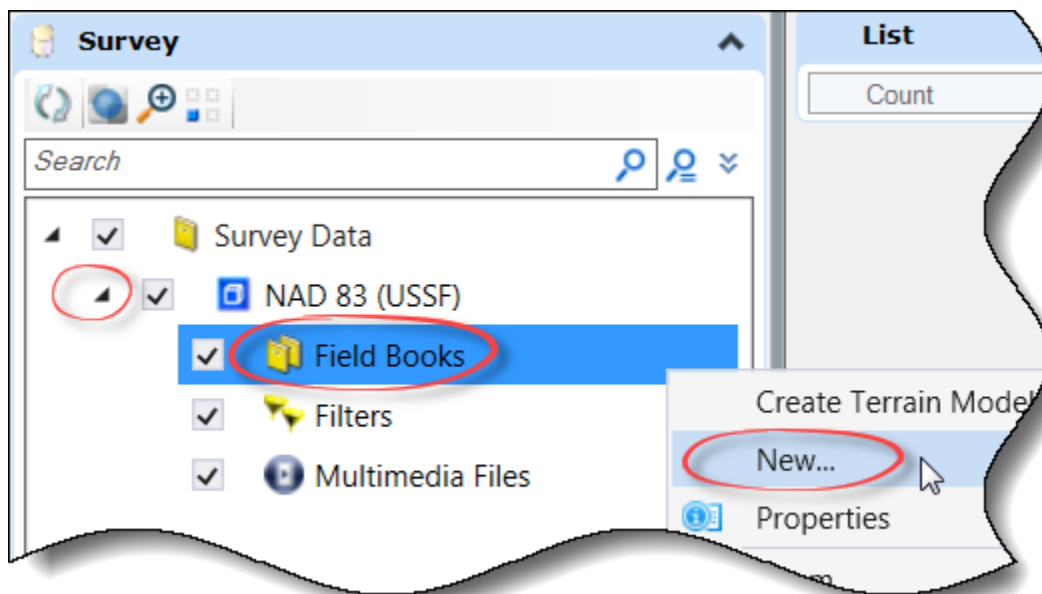 Survey
List
Count
Search
Survey Data
NAD 83 (USSF)
Field Books
Filters
Multimedia Files
Create Terrain Model
New...
Properties